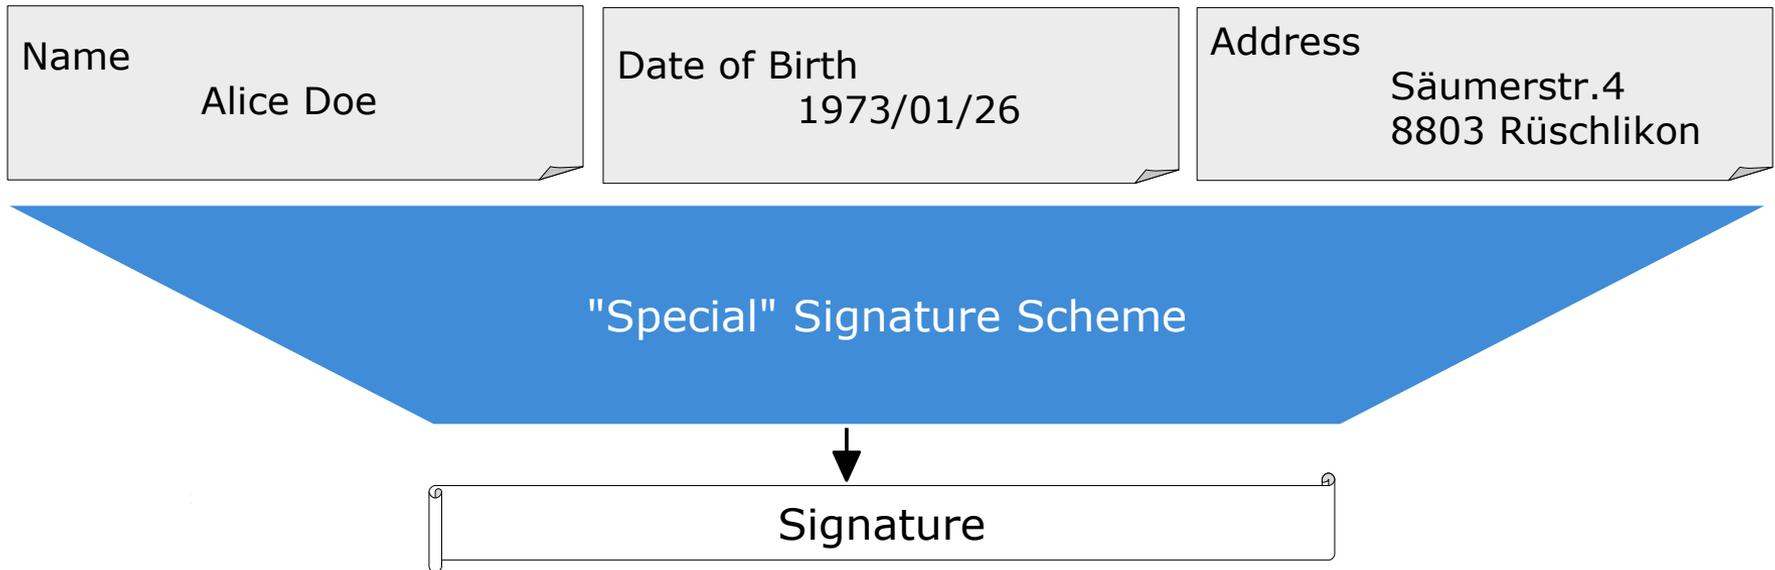 Name
Alice Doe
Date of Birth
1973/01/26
Address
Säumerstr.4
8803 Rüschlikon
"Special" Signature Scheme
Signature